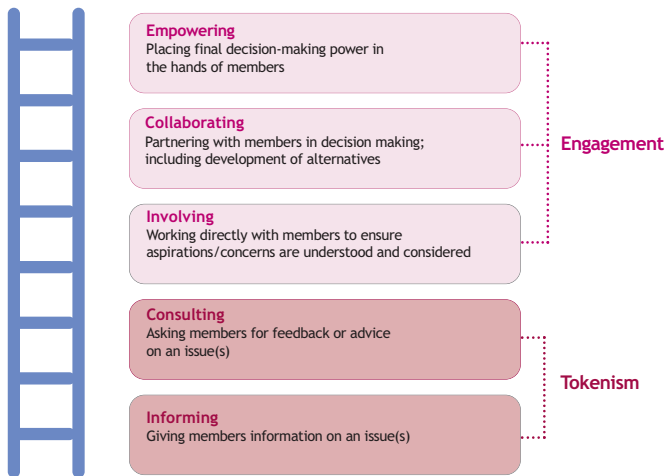 Empowering
Placing final decision-making power in
the hands of members
Collaborating
Partnering with members in decision making;
including development of alternatives
Engagement
Involving
Working directly with members to ensure
aspirations/concerns are understood and considered
Consulting
Asking members for feedback or advice
on an issue(s)
Tokenism
Informing
Giving members information on an issue(s)